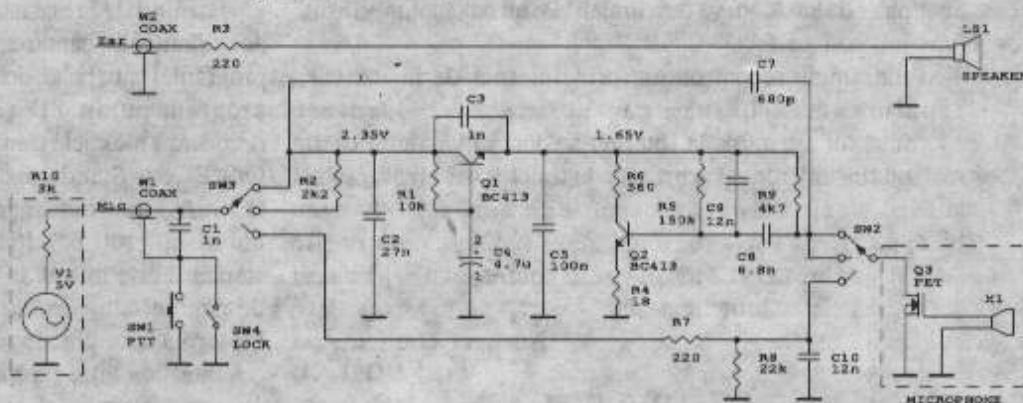 W2
COAX
Ear
R3
220
LS1
SPEAKER
C7
680p
C3
1n
2.35V
1.65V
R10
3k
W1
COAX
Mic
SW3
R2
2k2
R1
10k
Q1
BC413
R6
560
R5
180k
C9
12n
R9
4k7
SW2
C1
1n
C2
27n
C4
4.7u
C5
100n
Q2
BC413
C8
6.8n
Q3
FET
X1
V1
5V
R4
18
SW1
PTT
SW4
LOCK
R7
220
R8
22k
C10
12n
MICROPHONE